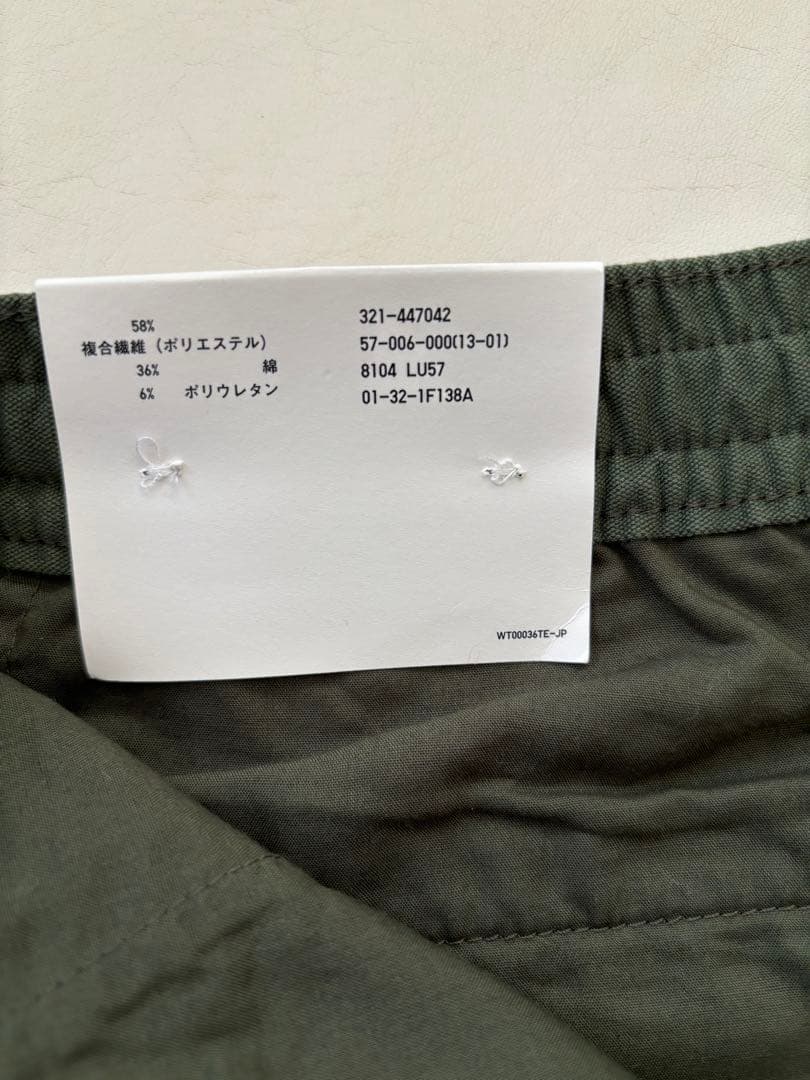 58%
複合繊維（ポリエステル）
36% 綿
6% ポリウレタン
321-447042
57-006-000(13-01)
8104 LU57
01-32-1F138A
WT00036TE-JP